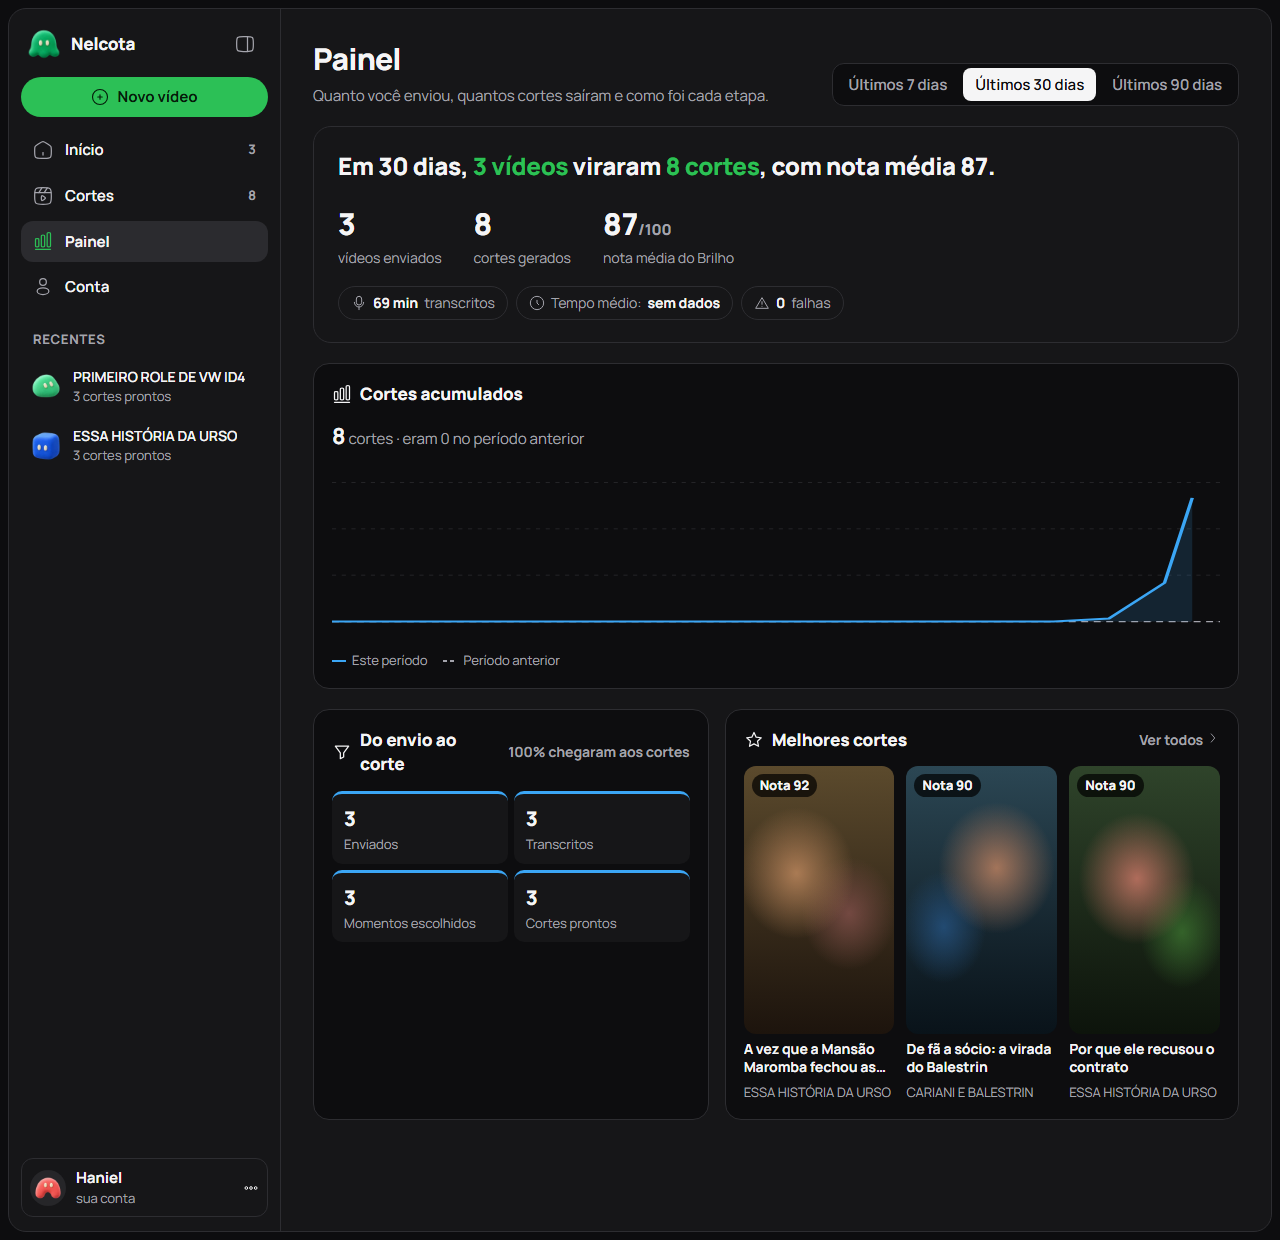 Nelcota
Novo vídeo
Início 3
Cortes 8
Painel
Conta
RECENTES
PRIMEIRO ROLE DE VW ID4
3 cortes prontos
ESSA HISTÓRIA DA URSO
3 cortes prontos
Haniel
sua conta
Painel
Quanto você enviou, quantos cortes saíram e como foi cada etapa.
Últimos 7 dias Últimos 30 dias Últimos 90 dias
Em 30 dias, 3 vídeos viraram 8 cortes, com nota média 87.
3 8 87/100
vídeos enviados cortes gerados nota média do Brilho
69 min transcritos Tempo médio: sem dados 0 falhas
Cortes acumulados
8 cortes · eram 0 no período anterior
Este período Período anterior
Do envio ao
corte
100% chegaram aos cortes
3
Enviados
3
Transcritos
3
Momentos escolhidos
3
Cortes prontos
Melhores cortes Ver todos
Nota 92
A vez que a Mansão
Maromba fechou as…
ESSA HISTÓRIA DA URSO
Nota 90
De fã a sócio: a virada
do Balestrin
CARIANI E BALESTRIN
Nota 90
Por que ele recusou o
contrato
ESSA HISTÓRIA DA URSO